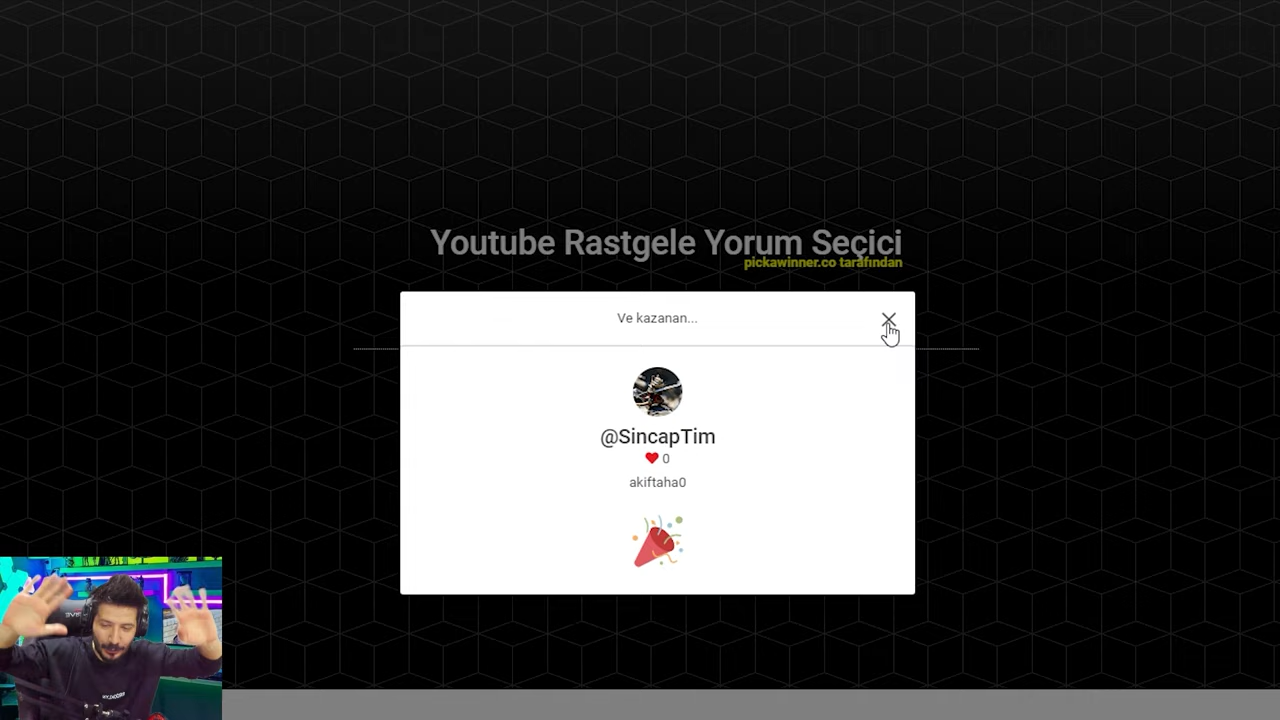 Youtube Rastgele Yorum Seçici
pickawinner.co tarafından
Ve kazanan...
@SincapTim
0
akiftaha0